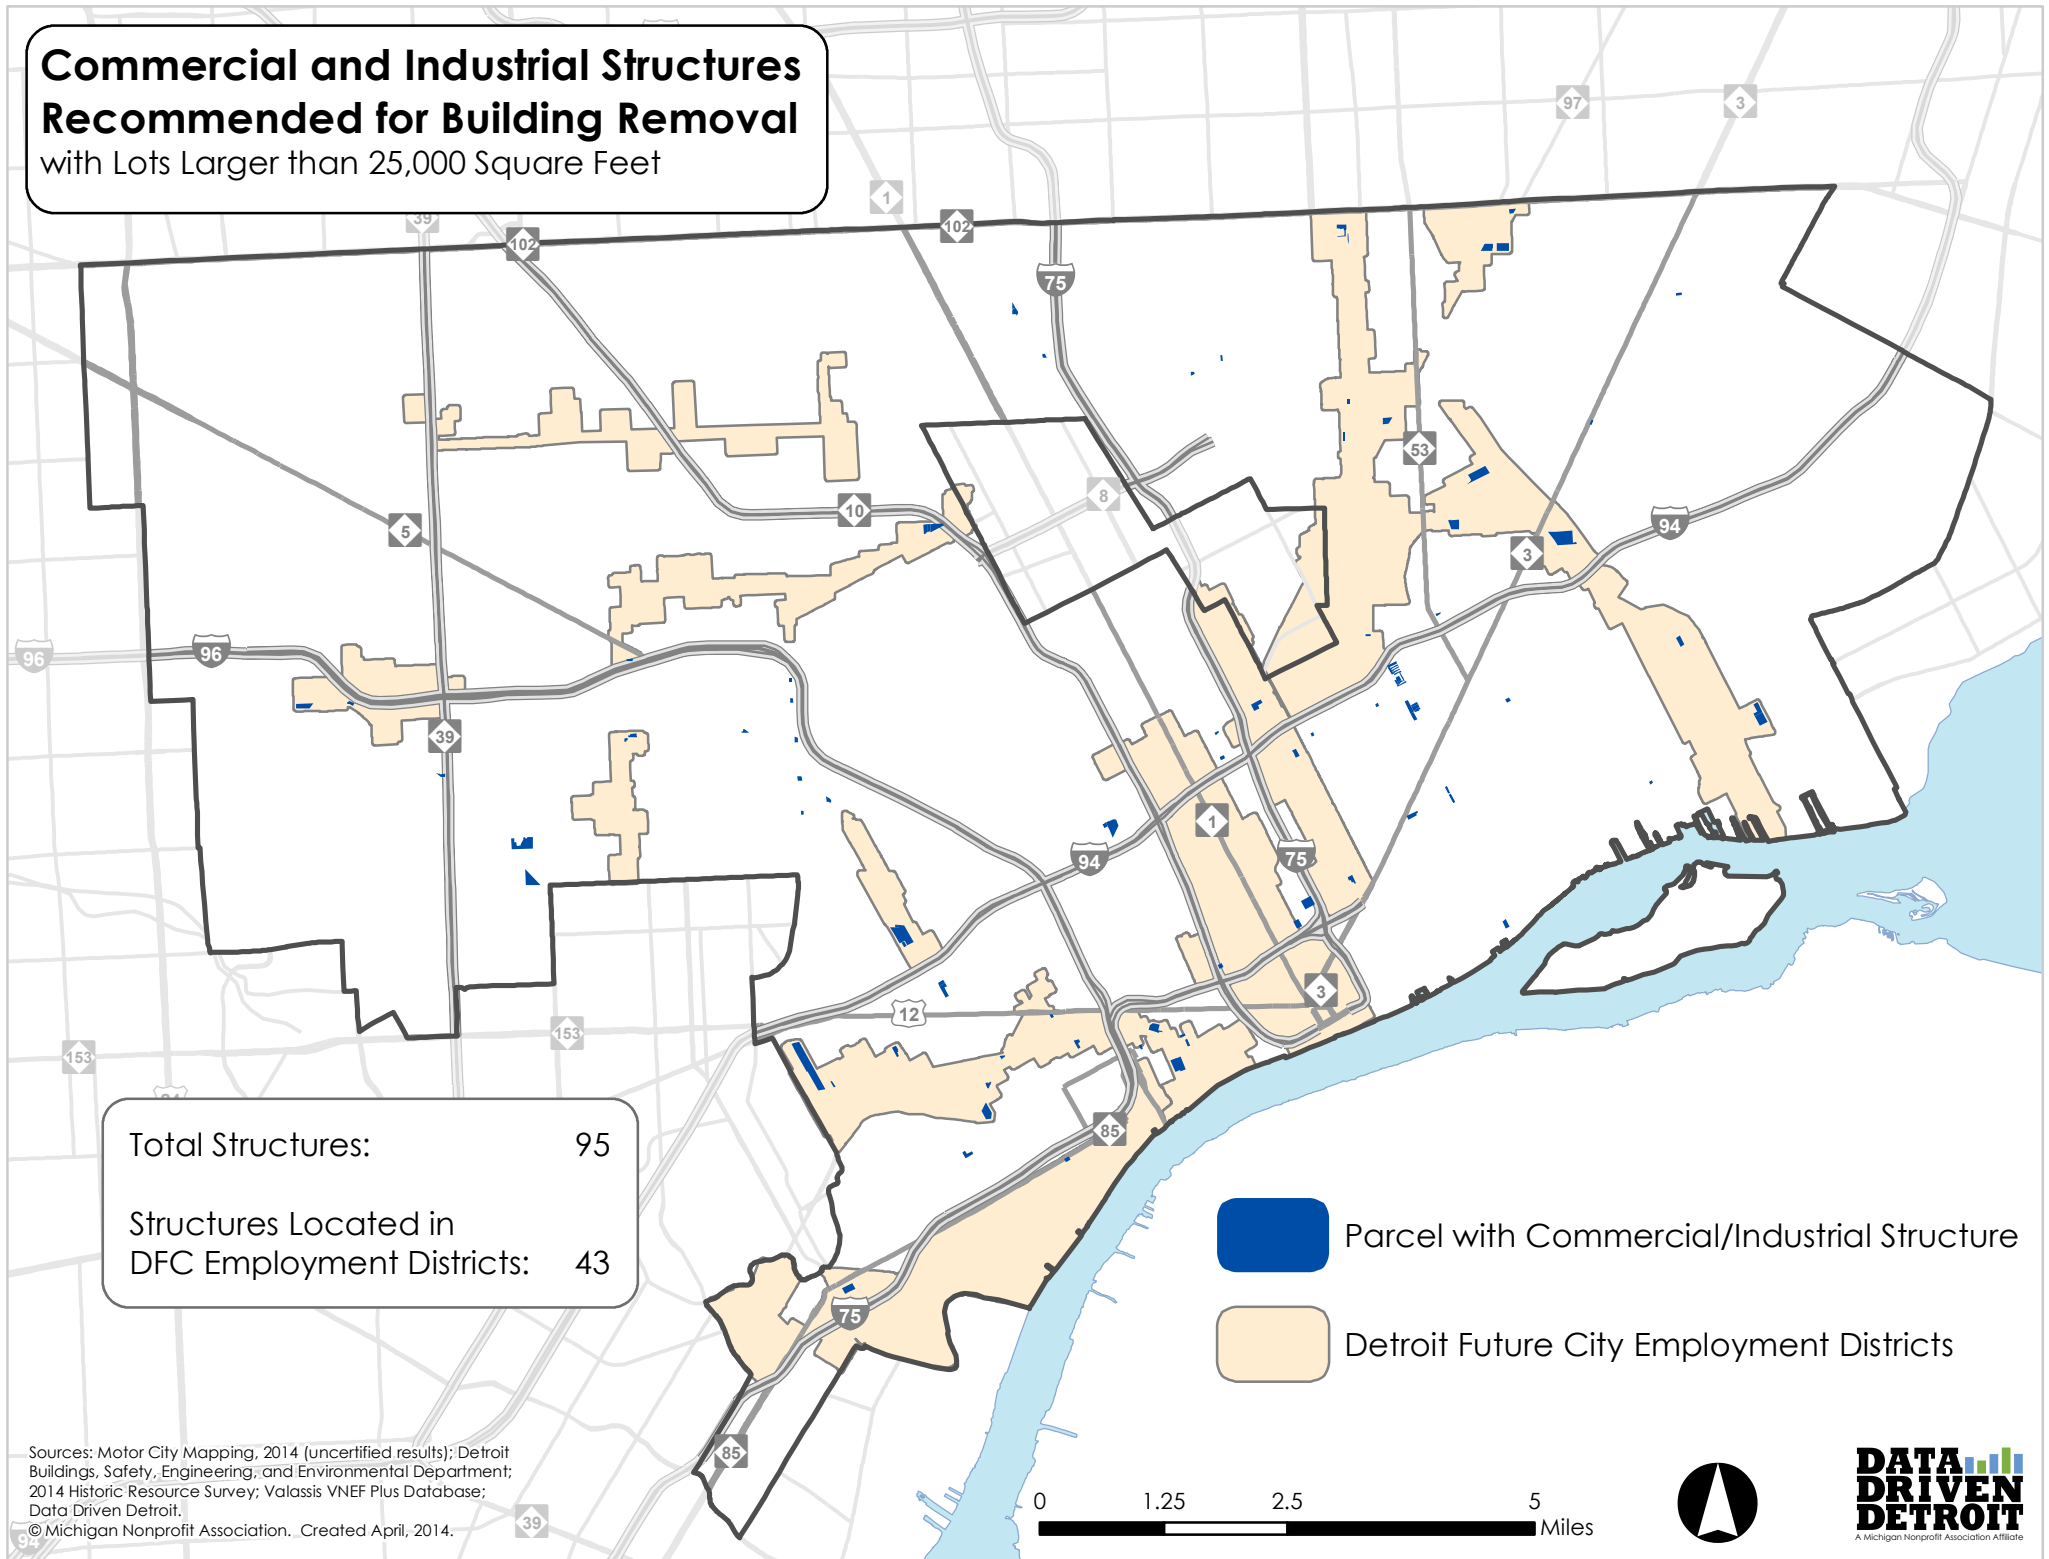 Commercial and Industrial Structures
Recommended for Building Removal
with Lots Larger than 25,000 Square Feet
97
3
1
39
102
102
75
53
10
8
5
94
3
96
96
39
1
94
75
3
12
153
153
85
Total Structures: 95
Structures Located in
DFC Employment Districts: 43
Parcel with Commercial/Industrial Structure
75
Detroit Future City Employment Districts
85
Sources: Motor City Mapping, 2014 (uncertified results); Detroit
Buildings, Safety, Engineering, and Environmental Department;
2014 Historic Resource Survey; Valassis VNEF Plus Database;
Data Driven Detroit.
© Michigan Nonprofit Association. Created April, 2014.
94
39
0 1.25 2.5 5
Miles
DATA
DRIVEN
DETROIT
A Michigan Nonprofit Association Affiliate